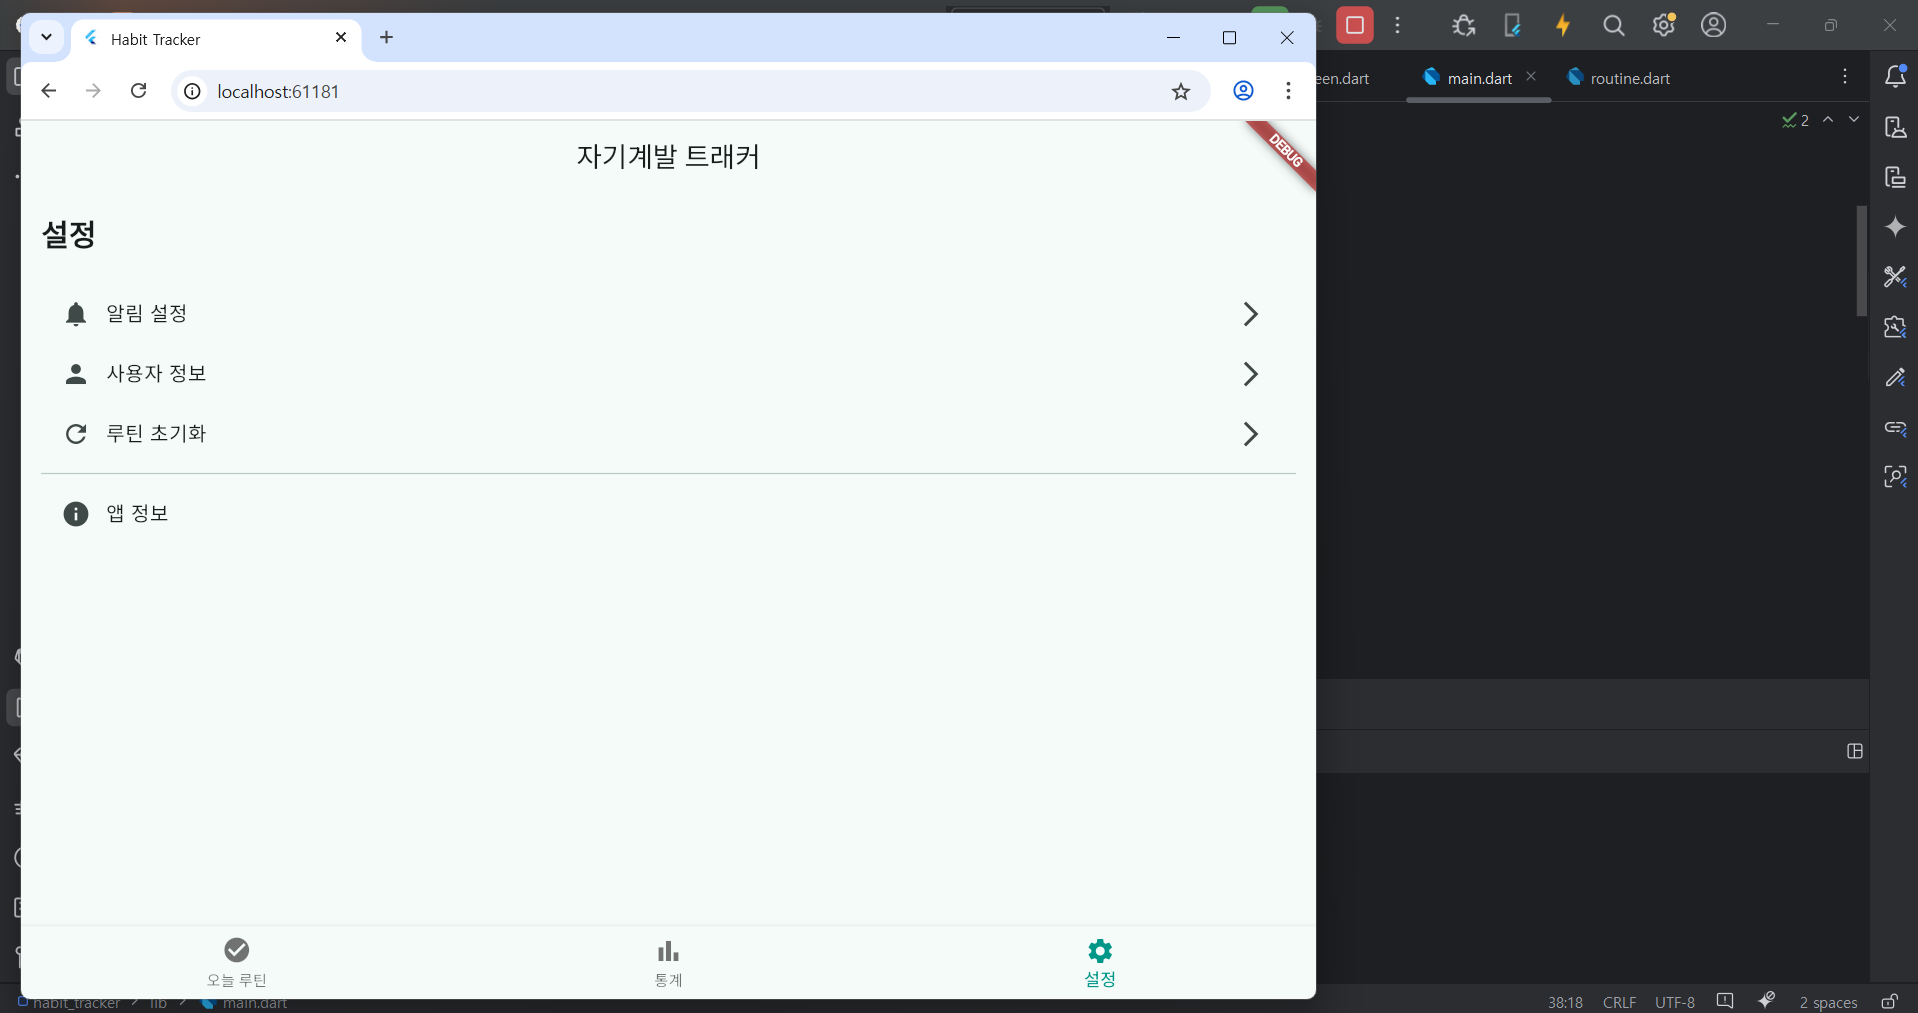 Habit Tracker
localhost:61181
자기계발 트래커
DEBUG
설정
알림 설정
사용자 정보
루틴 초기화
앱 정보
오늘 루틴
통계
설정
een.dart
main.dart
routine.dart
2
habit_tracker
lib
main.dart
38:18
CRLF
UTF-8
2 spaces